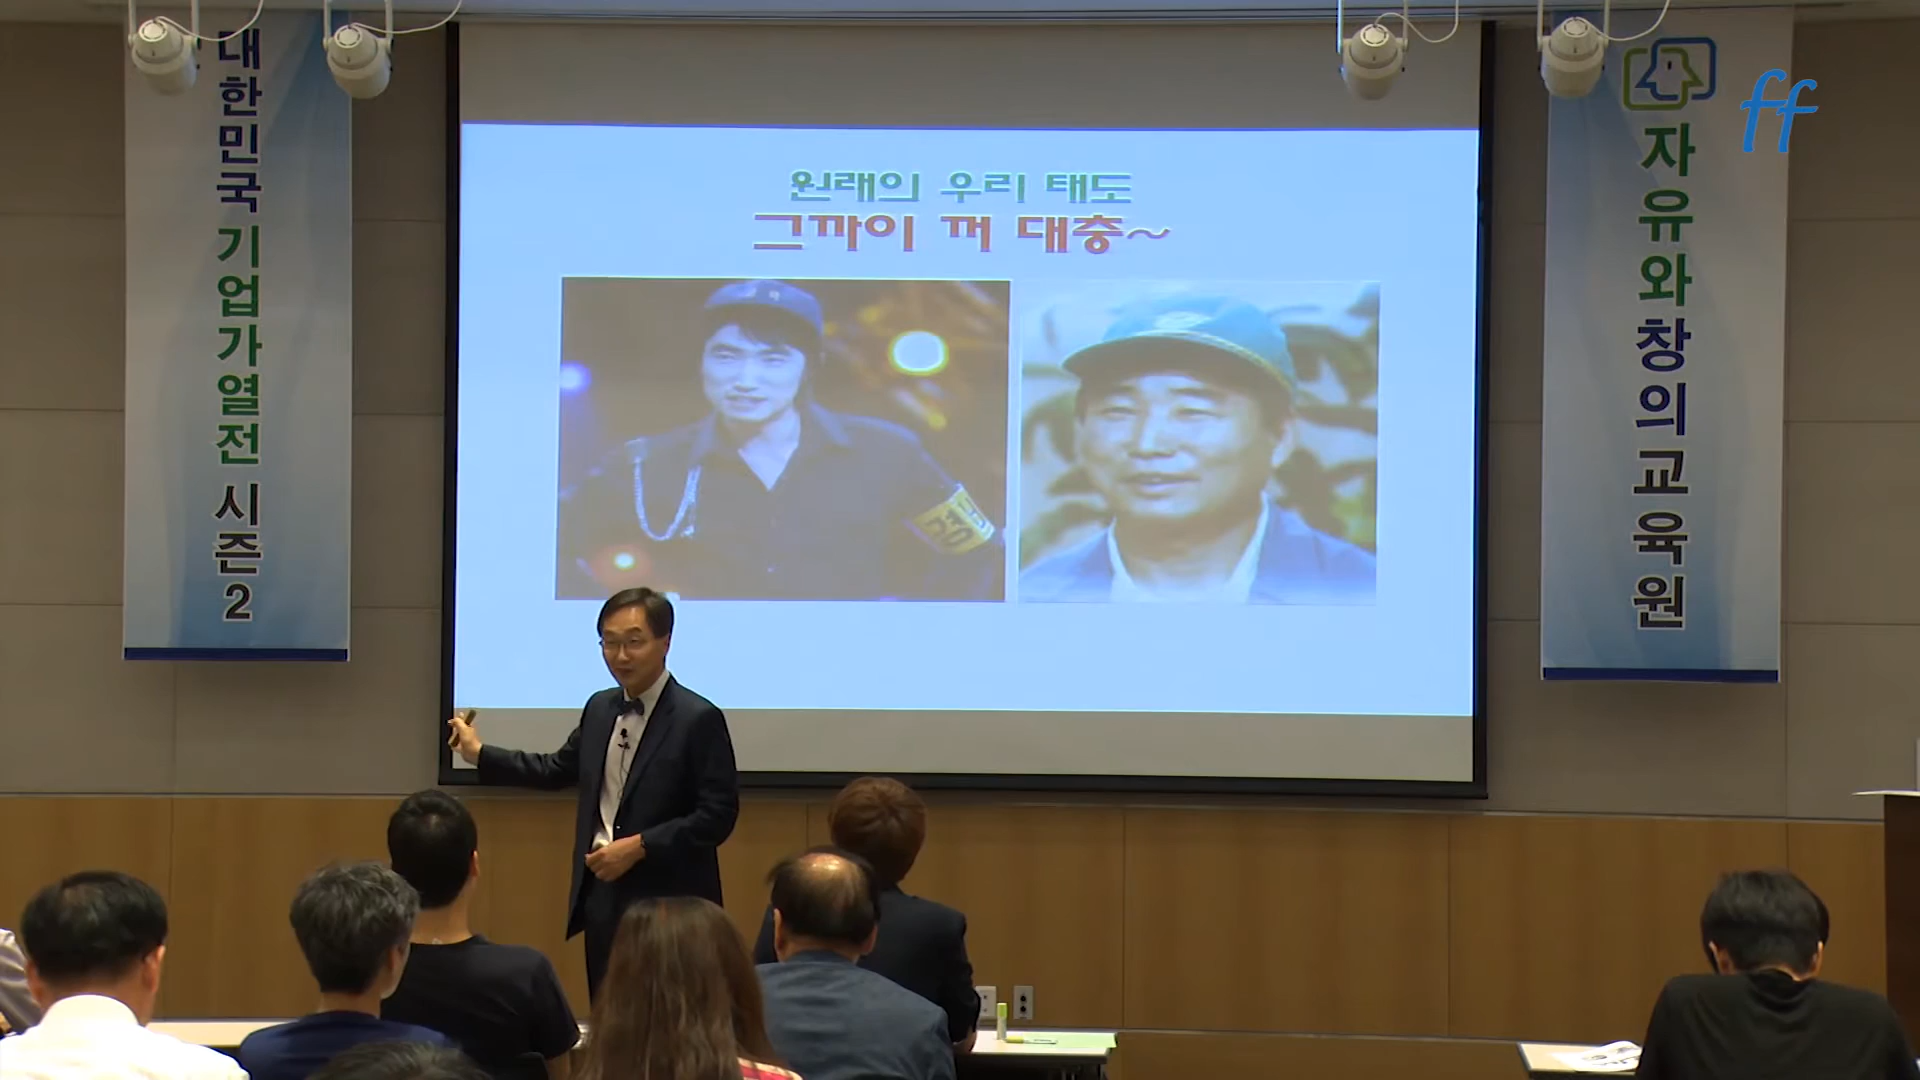 대한민국 기업가열전 시즌2
원래의 우리 태도
그까이 꺼 대충~
자유와창의교육원
ff